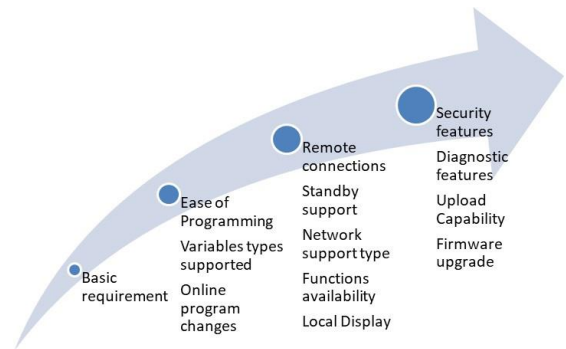 Basic
requirement
Ease of
Programming
Variables types
supported
Online
program
changes
Remote
connections
Standby
support
Network
support type
Functions
availability
Local Display
Security
features
Diagnostic
features
Upload
Capability
Firmware
upgrade